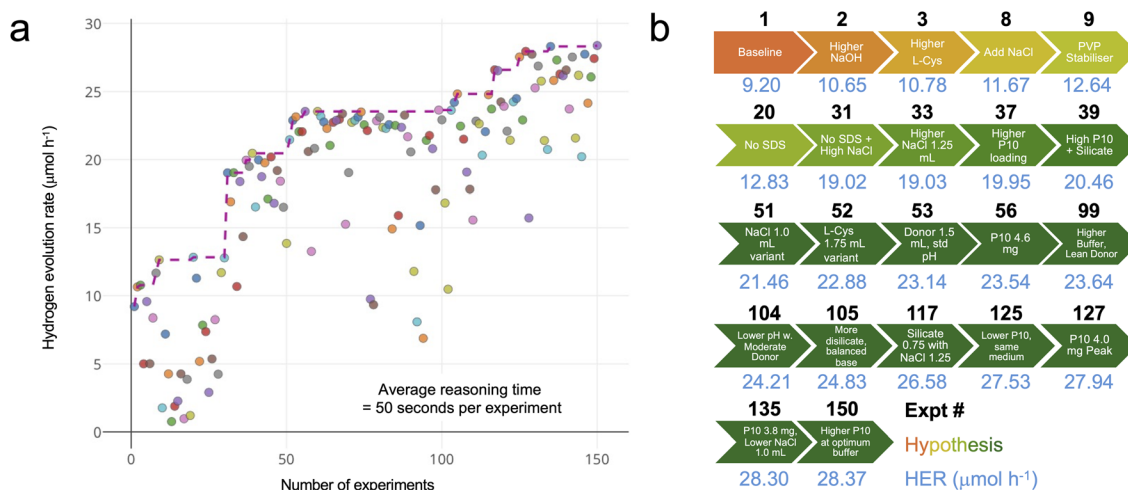 a
Hydrogen evolution rate (μmol h⁻¹)
30
25
20
15
10
5
0
0
50
100
150
Number of experiments
Average reasoning time
= 50 seconds per experiment
b
1
2
3
8
9
Baseline
Higher
NaOH
Higher
L-Cys
Add NaCl
PVP
Stabiliser
9.20
10.65
10.78
11.67
12.64
20
31
33
37
39
No SDS
No SDS +
High NaCl
Higher
NaCl 1.25
mL
Higher
P10
loading
High P10
+ Silicate
12.83
19.02
19.03
19.95
20.46
51
52
53
56
99
NaCl 1.0
mL
variant
L-Cys
1.75 mL
variant
Donor 1.5
mL, std
pH
P10 4.6
mg
Higher
Buffer,
Lean Donor
21.46
22.88
23.14
23.54
23.64
104
105
117
125
127
Lower pH w.
Moderate
Donor
More
disilicate,
balanced
base
Silicate
0.75 with
NaCl 1.25
Lower P10,
same
medium
P10 4.0
mg Peak
24.21
24.83
26.58
27.53
27.94
135
150
Expt #
P10 3.8 mg,
Lower NaCl
1.0 mL
Higher P10
at optimum
buffer
Hypothesis
28.30
28.37
HER (μmol h⁻¹)